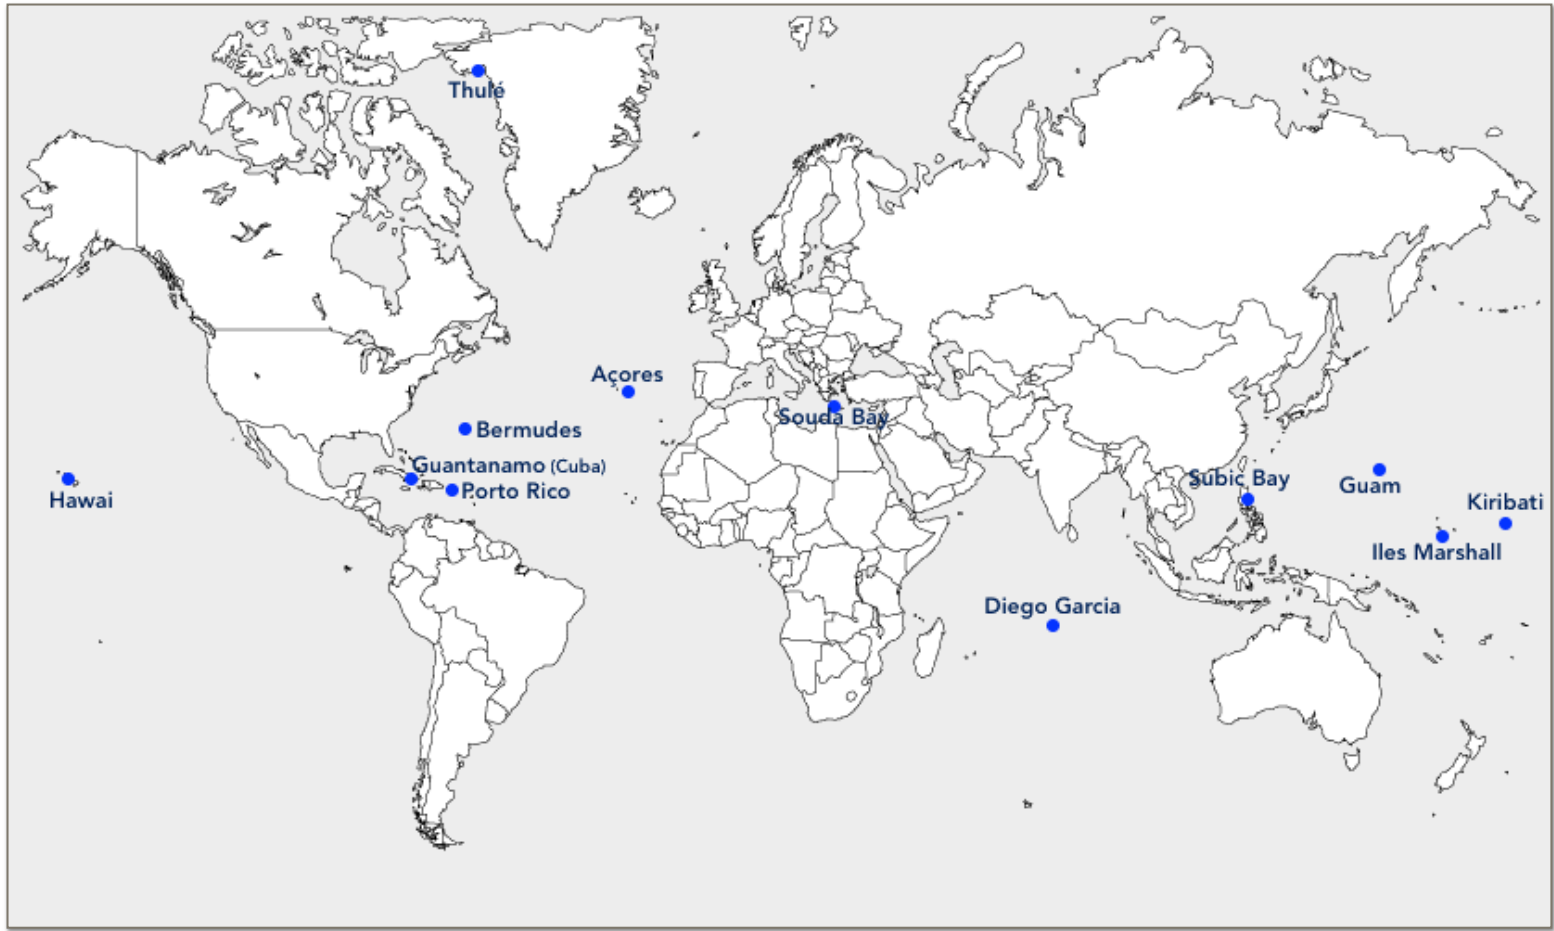 Thulé
Açores
Souda Bay
Bermudes
Guantanamo (Cuba)
Porto Rico
Hawai
Subic Bay
Guam
Kiribati
Iles Marshall
Diego Garcia